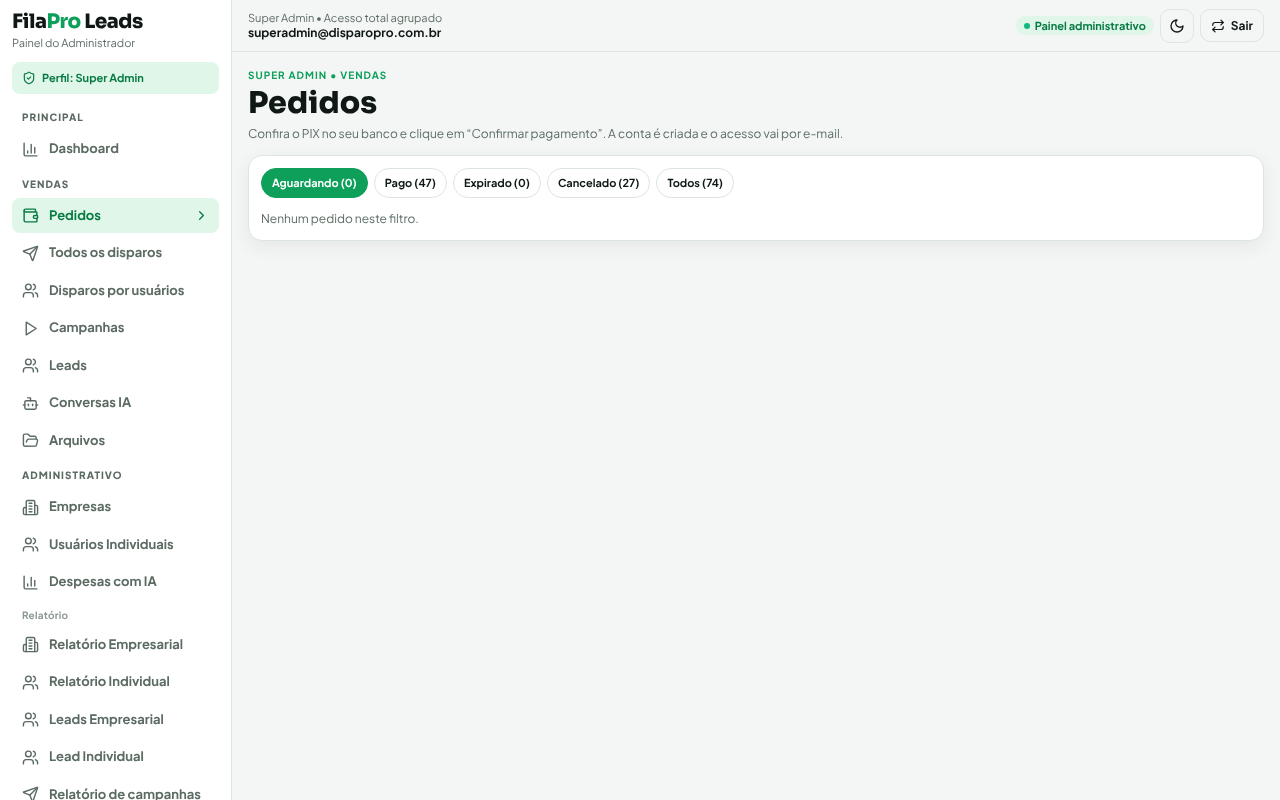 FilaPro Leads
Painel do Administrador
Perfil: Super Admin
PRINCIPAL
Dashboard
VENDAS
Pedidos
Todos os disparos
Disparos por usuários
Campanhas
Leads
Conversas IA
Arquivos
ADMINISTRATIVO
Empresas
Usuários Individuais
Despesas com IA
Relatório
Relatório Empresarial
Relatório Individual
Leads Empresarial
Lead Individual
Relatório de campanhas
Super Admin • Acesso total agrupado
superadmin@disparopro.com.br
Painel administrativo
Sair
SUPER ADMIN • VENDAS
Pedidos
Confira o PIX no seu banco e clique em “Confirmar pagamento”. A conta é criada e o acesso vai por e-mail.
Aguardando (0) Pago (47) Expirado (0) Cancelado (27) Todos (74)
Nenhum pedido neste filtro.